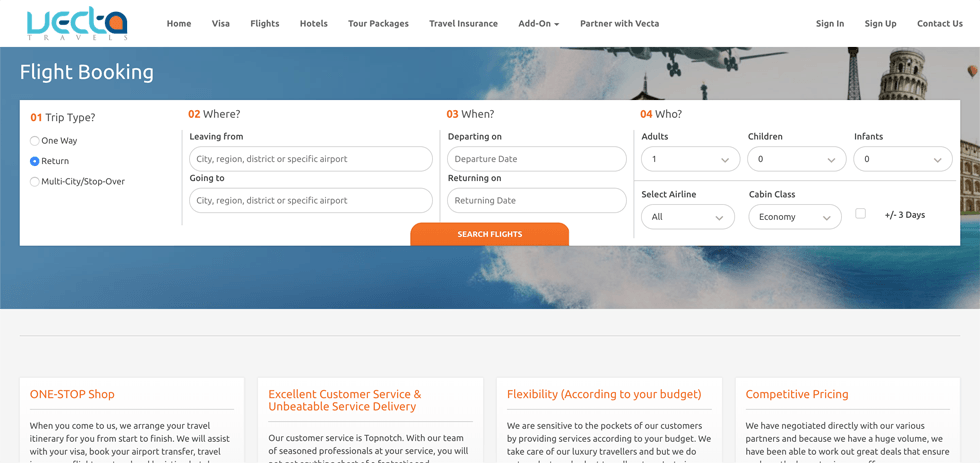 vecta
TRAVELS
Home Visa Flights Hotels Tour Packages Travel Insurance Add-On Partner with Vecta Sign In Sign Up Contact Us
Flight Booking
01 Trip Type?
One Way
Return
Multi-City/Stop-Over
02 Where?
Leaving from
City, region, district or specific airport
Going to
City, region, district or specific airport
03 When?
Departing on
Departure Date
Returning on
Returning Date
04 Who?
Adults Children Infants
1 0 0
Select Airline Cabin Class
All Economy +/- 3 Days
SEARCH FLIGHTS
ONE-STOP Shop
When you come to us, we arrange your travel
itinerary for you from start to finish. We will assist
with your visa, book your airport transfer, travel
Excellent Customer Service &
Unbeatable Service Delivery
Our customer service is Topnotch. With our team
of seasoned professionals at your service, you will
Flexibility (According to your budget)
We are sensitive to the pockets of our customers
by providing services according to your budget. We
take care of our luxury travellers and but we do
Competitive Pricing
We have negotiated directly with our various
partners and because we have a huge volume, we
have been able to work out great deals that ensure